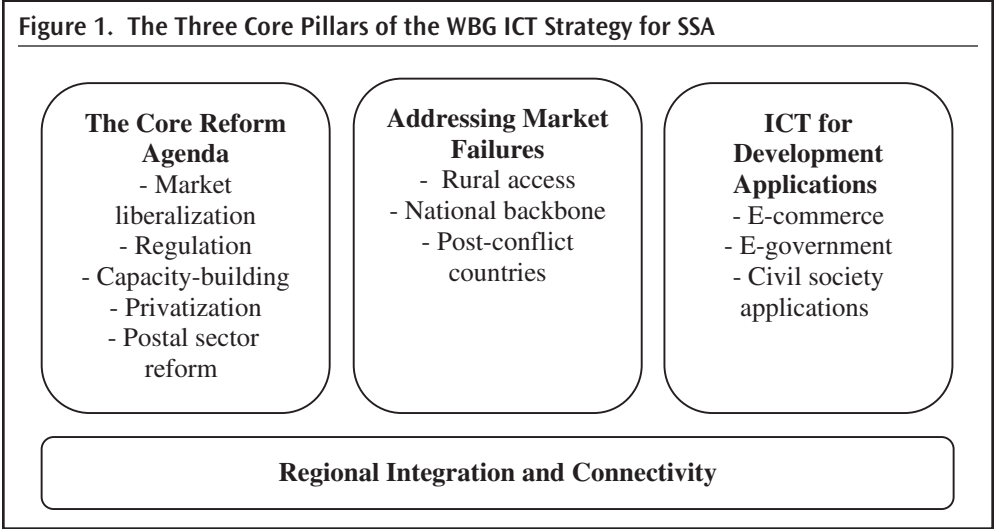 Figure 1. The Three Core Pillars of the WBG ICT Strategy for SSA
The Core Reform
Agenda
- Market
liberalization
- Regulation
- Capacity-building
- Privatization
- Postal sector
reform
Addressing Market
Failures
- Rural access
- National backbone
- Post-conflict
countries
ICT for
Development
Applications
- E-commerce
- E-government
- Civil society
applications
Regional Integration and Connectivity